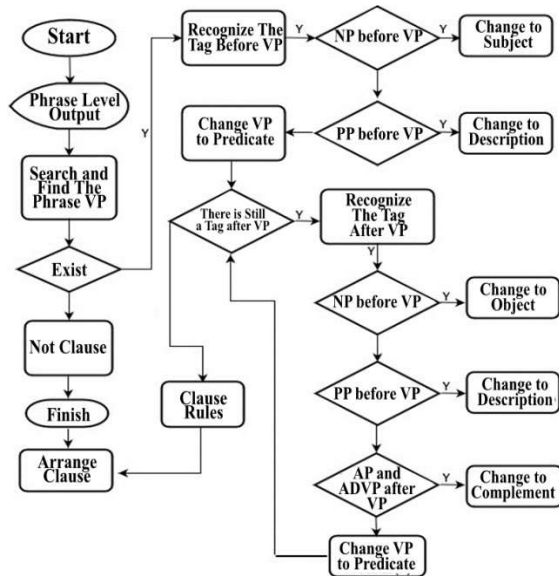 Start
Phrase Level
Output
Search and
Find The
Phrase VP
Exist
Not Clause
Finish
Arrange
Clause
Y
Recognize The
Tag Before VP
Y
NP before
VP
Y
Change to
Subject
PP
before VP
Y
Change to
Description
Change VP
to Predicate
There is Still
a Tag after VP
Y
Recognize
The Tag
After VP
Y
NP
before VP
Y
Change to
Object
PP
before VP
Y
Change to
Description
AP and
ADVP after
VP
Y
Change to
Complement
Change VP
to Predicate
Clause
Rules